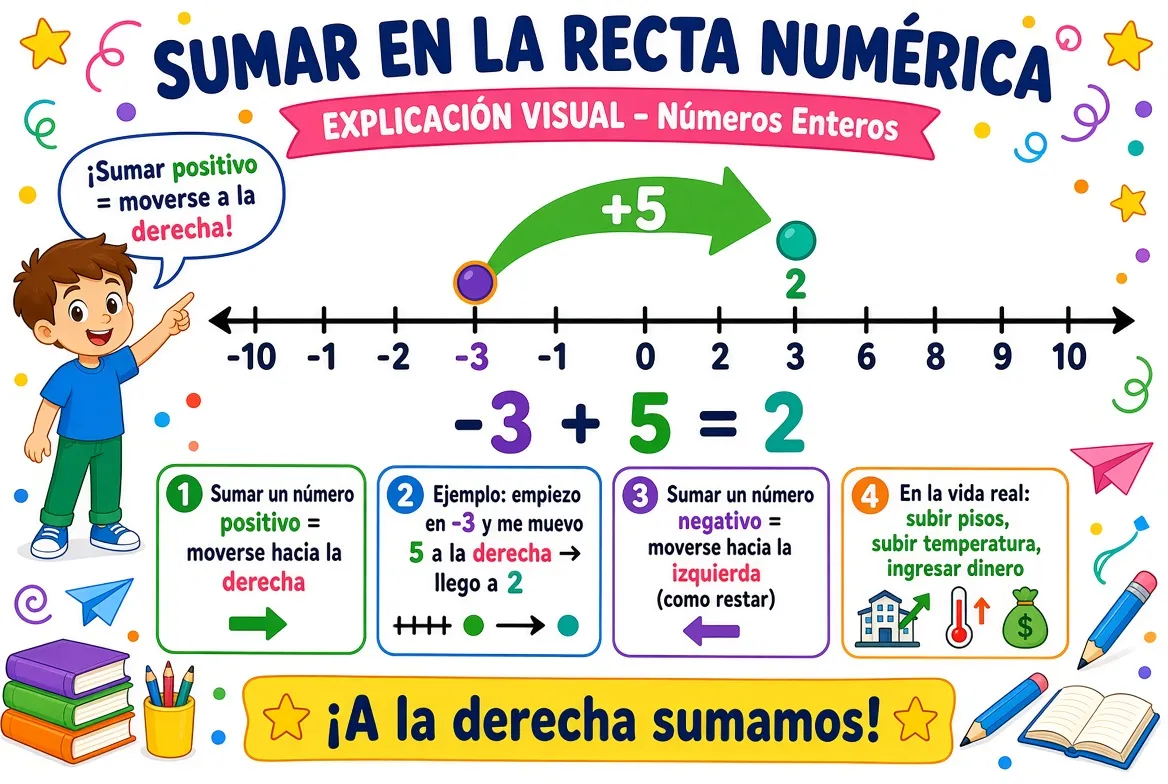 SUMAR EN LA RECTA NUMÉRICA
EXPLICACIÓN VISUAL - Números Enteros
¡Sumar positivo
= moverse a la
derecha!
+5
2
-10 -1 -2 -3 -1 0 2 3 6 8 9 10
-3 + 5 = 2
1 Sumar un número
positivo =
moverse hacia la
derecha
2 Ejemplo: empiezo
en -3 y me muevo
5 a la derecha →
llego a 2
3 Sumar un número
negativo =
moverse hacia la
izquierda
(como restar)
4 En la vida real:
subir pisos,
subir temperatura,
ingresar dinero
$
¡A la derecha sumamos!